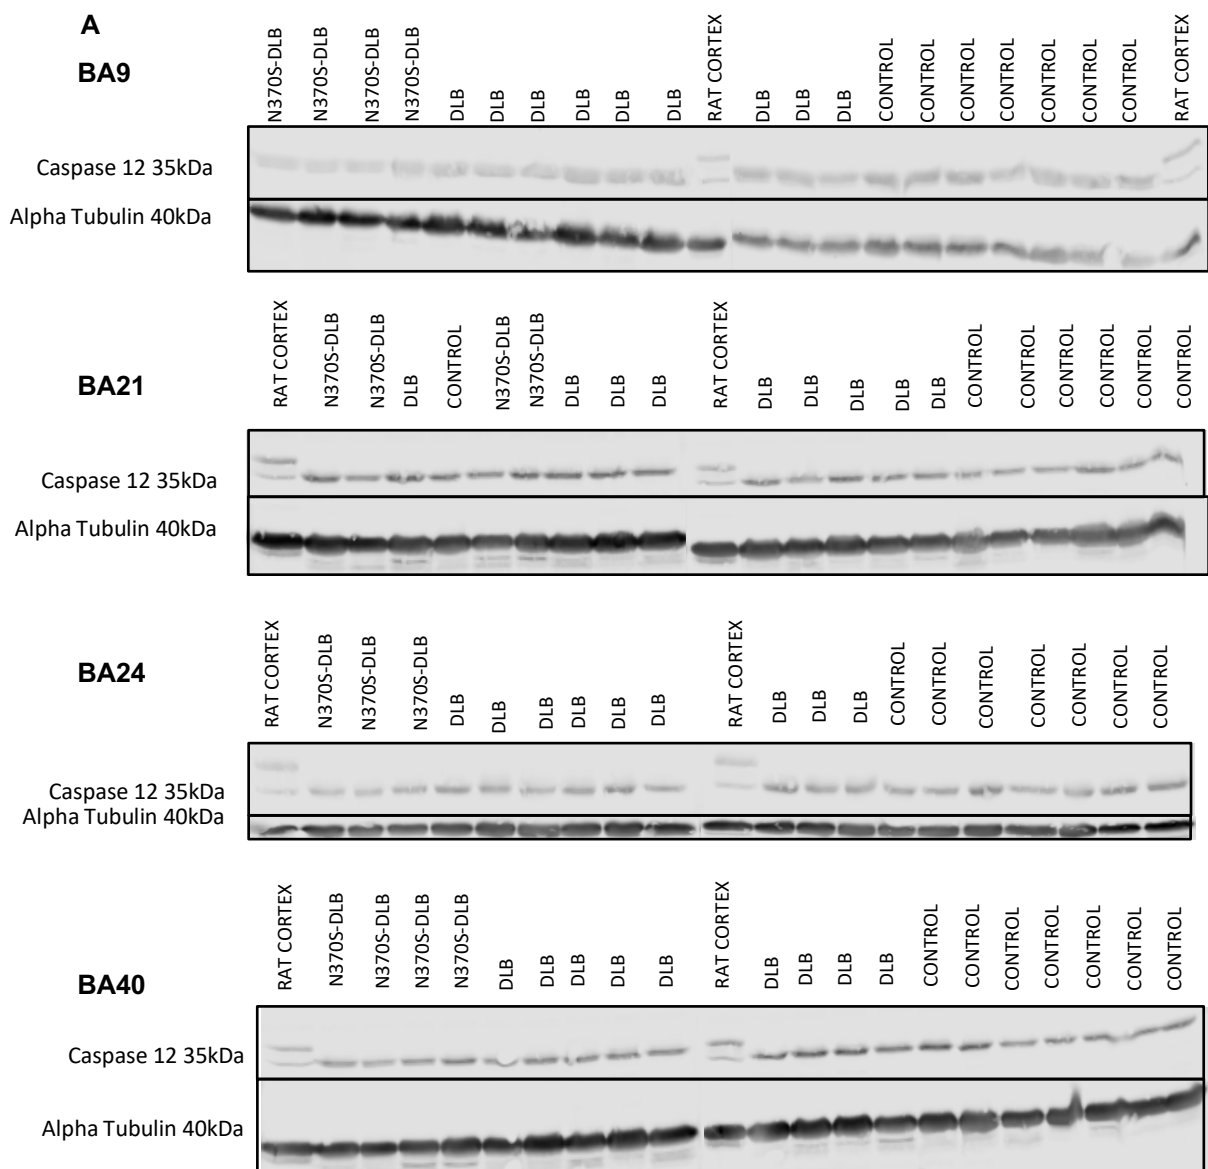 A
BA9
N370S-DLB N370S-DLB N370S-DLB N370S-DLB DLB DLB DLB DLB DLB DLB RAT CORTEX DLB DLB DLB CONTROL CONTROL CONTROL CONTROL CONTROL CONTROL CONTROL RAT CORTEX
Caspase 12 35kDa
Alpha Tubulin 40kDa
BA21
RAT CORTEX N370S-DLB N370S-DLB DLB CONTROL N370S-DLB N370S-DLB DLB DLB DLB RAT CORTEX DLB DLB DLB DLB DLB CONTROL CONTROL CONTROL CONTROL CONTROL CONTROL
Caspase 12 35kDa
Alpha Tubulin 40kDa
BA24
RAT CORTEX N370S-DLB N370S-DLB N370S-DLB DLB DLB DLB DLB DLB DLB RAT CORTEX DLB DLB DLB CONTROL CONTROL CONTROL CONTROL CONTROL CONTROL CONTROL
Caspase 12 35kDa
Alpha Tubulin 40kDa
BA40
RAT CORTEX N370S-DLB N370S-DLB N370S-DLB N370S-DLB DLB DLB DLB DLB DLB RAT CORTEX DLB DLB DLB DLB CONTROL CONTROL CONTROL CONTROL CONTROL CONTROL CONTROL
Caspase 12 35kDa
Alpha Tubulin 40kDa